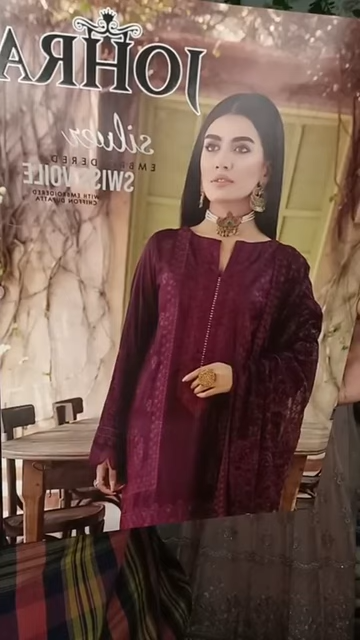 JOHRA
silver
EMBROIDERED
SWISS VOILE
WITH EMBROIDERED
CHIFFON DUPATTA